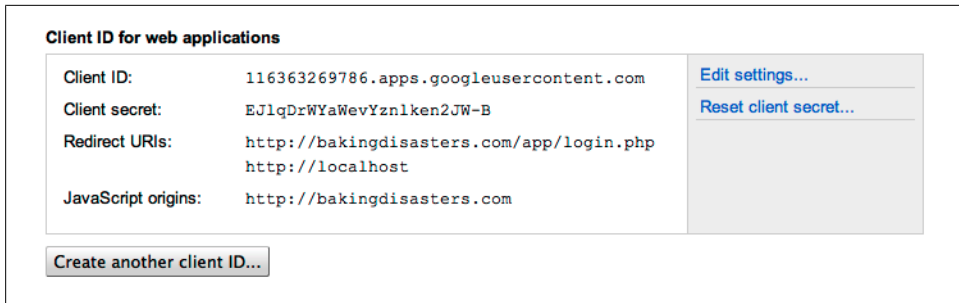 Client ID for web applications
Client ID: 116363269786.apps.googleusercontent.com
Edit settings...
Client secret: EJlqDrWYaWevYznlken2JW-B
Reset client secret...
Redirect URIs: http://bakingdisasters.com/app/login.php
http://localhost
JavaScript origins: http://bakingdisasters.com
Create another client ID...